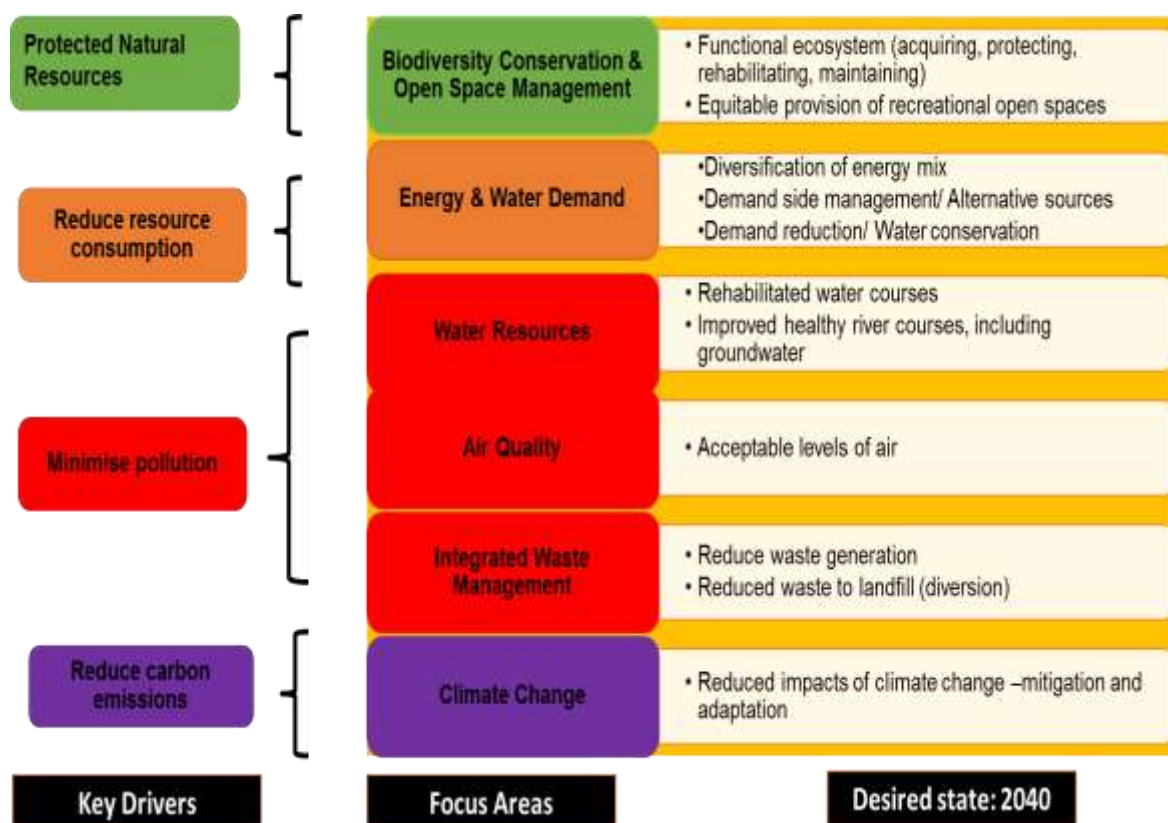 Protected Natural
Resources
Biodiversity Conservation &
Open Space Management
• Functional ecosystem (acquiring, protecting,
rehabilitating, maintaining)
• Equitable provision of recreational open spaces
Reduce resource
consumption
Energy & Water Demand
•Diversification of energy mix
•Demand side management/ Alternative sources
•Demand reduction/ Water conservation
Minimise pollution
Water Resources
• Rehabilitated water courses
• Improved healthy river courses, including
groundwater
Air Quality
• Acceptable levels of air
Integrated Waste
Management
• Reduce waste generation
• Reduced waste to landfill (diversion)
Reduce carbon
emissions
Climate Change
• Reduced impacts of climate change –mitigation and
adaptation
Key Drivers
Focus Areas
Desired state: 2040